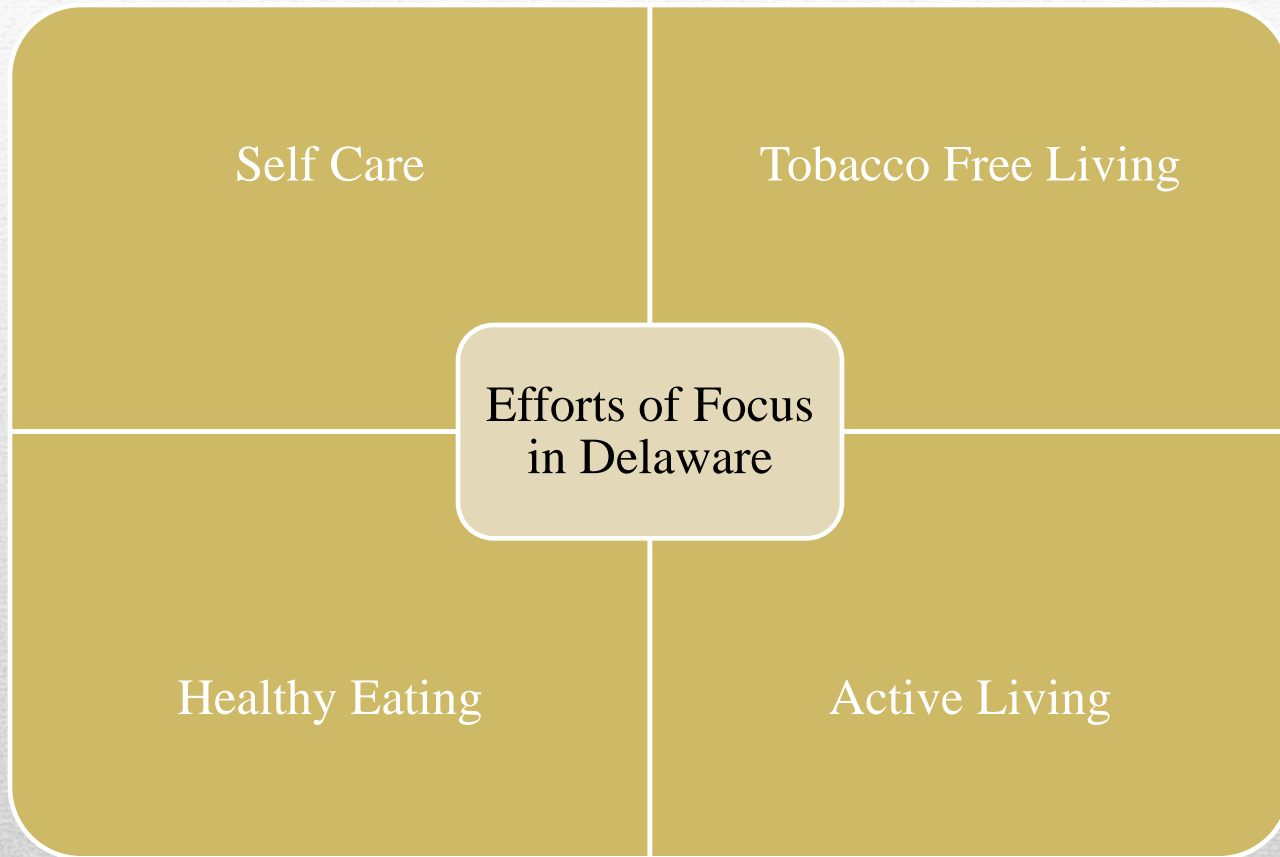 Self Care
Tobacco Free Living
Efforts of Focus
in Delaware
Healthy Eating
Active Living